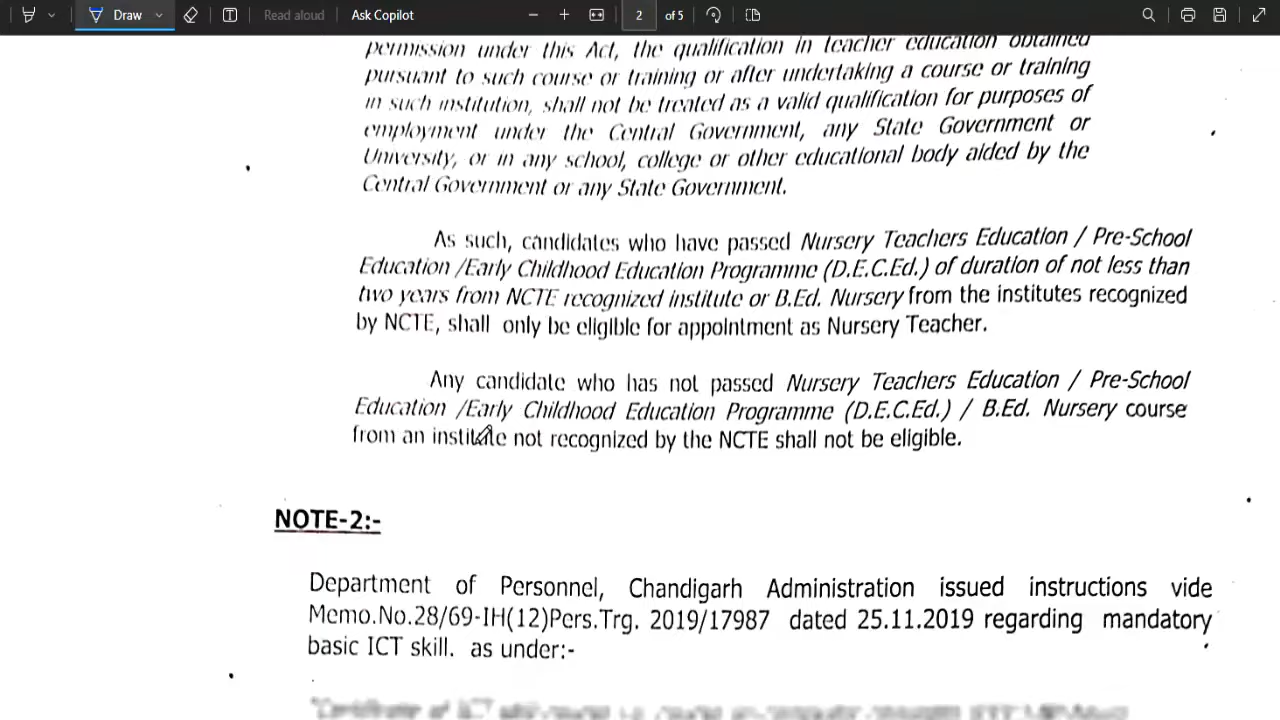 Draw
Read aloud
Ask Copilot
2
of 5
permission under this Act, the qualification in teacher education obtained
pursuant to such course or training or after undertaking a course or training
in such institution, shall not be treated as a valid qualification for purposes of
employment under the Central Government, any State Government or
University, or in any school, college or other educational body aided by the
Central Government or any State Government.
As such, candidates who have passed Nursery Teachers Education / Pre-School
Education /Early Childhood Education Programme (D.E.C.Ed.) of duration of not less than
two years from NCTE recognized institute or B.Ed. Nursery from the institutes recognized
by NCTE, shall only be eligible for appointment as Nursery Teacher.
Any candidate who has not passed Nursery Teachers Education / Pre-School
Education /Early Childhood Education Programme (D.E.C.Ed.) / B.Ed. Nursery course
from an institute not recognized by the NCTE shall not be eligible.
NOTE-2:-
Department of Personnel, Chandigarh Administration issued instructions vide
Memo.No.28/69-IH(12)Pers.Trg. 2019/17987 dated 25.11.2019 regarding mandatory
basic ICT skill. as under:-